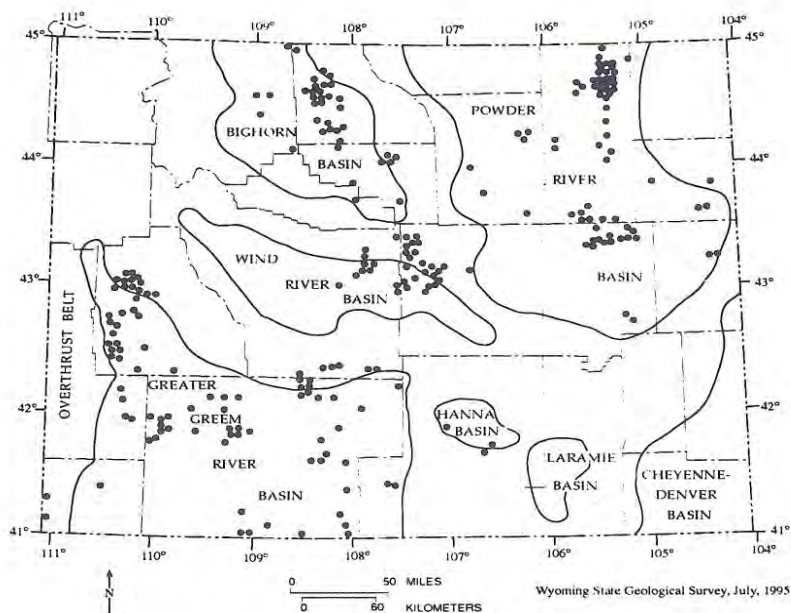 111° 110° 109° 108° 107° 106° 105° 104°
45° 45°
POWDER
BIGHORN
44° BASIN 44°
RIVER
WIND
43° RIVER BASIN 43°
BASIN
OVERTHRUST BELT
GREATER
42° GREEM HANNA 42°
BASIN
RIVER LARAMIE
CHEYENNE-
BASIN BASIN DENVER
BASIN
41° 41°
111° 110° 109° 108° 107° 106° 105° 104°
N
0 50 MILES
0 60 KILOMETERS
Wyoming State Geological Survey, July, 1995